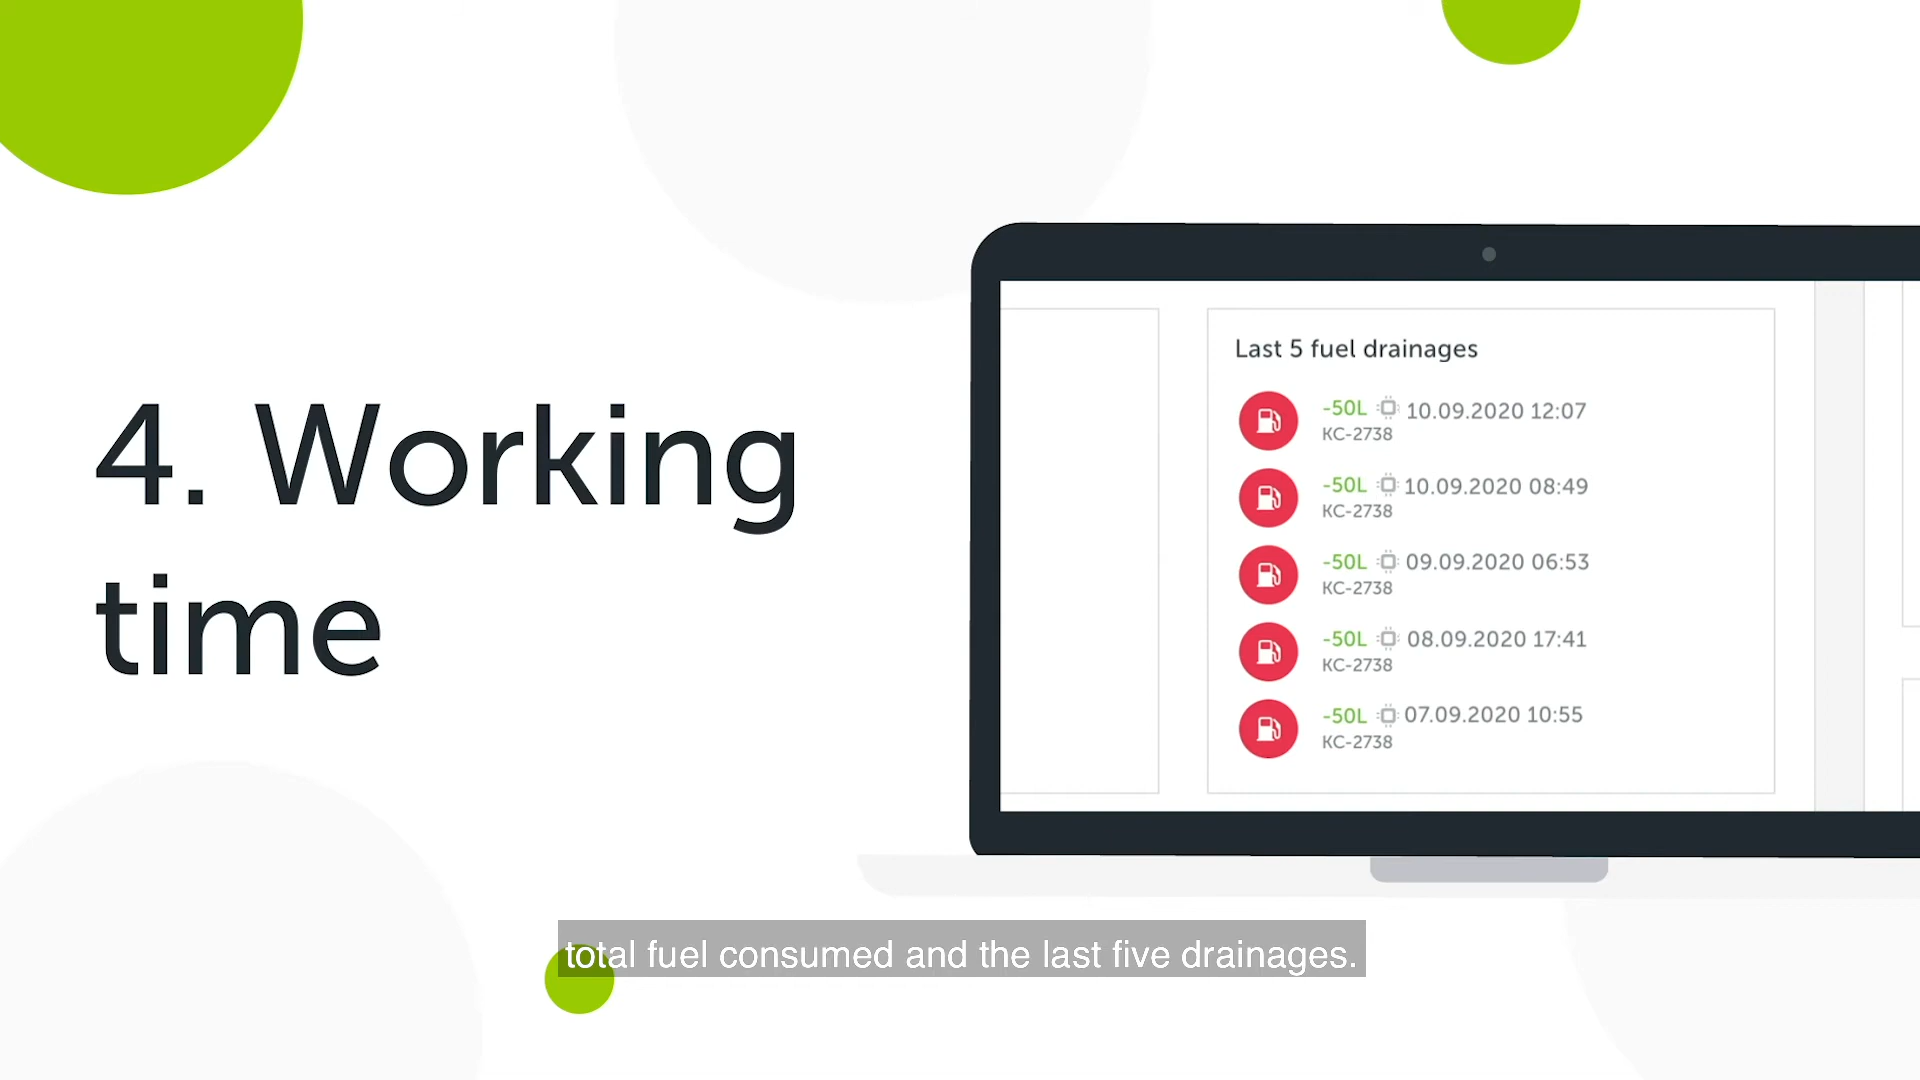 4. Working
time
Last 5 fuel drainages
-50L 10.09.2020 12:07
KC-2738
-50L 10.09.2020 08:49
KC-2738
-50L 09.09.2020 06:53
KC-2738
-50L 08.09.2020 17:41
KC-2738
-50L 07.09.2020 10:55
KC-2738
total fuel consumed and the last five drainages.